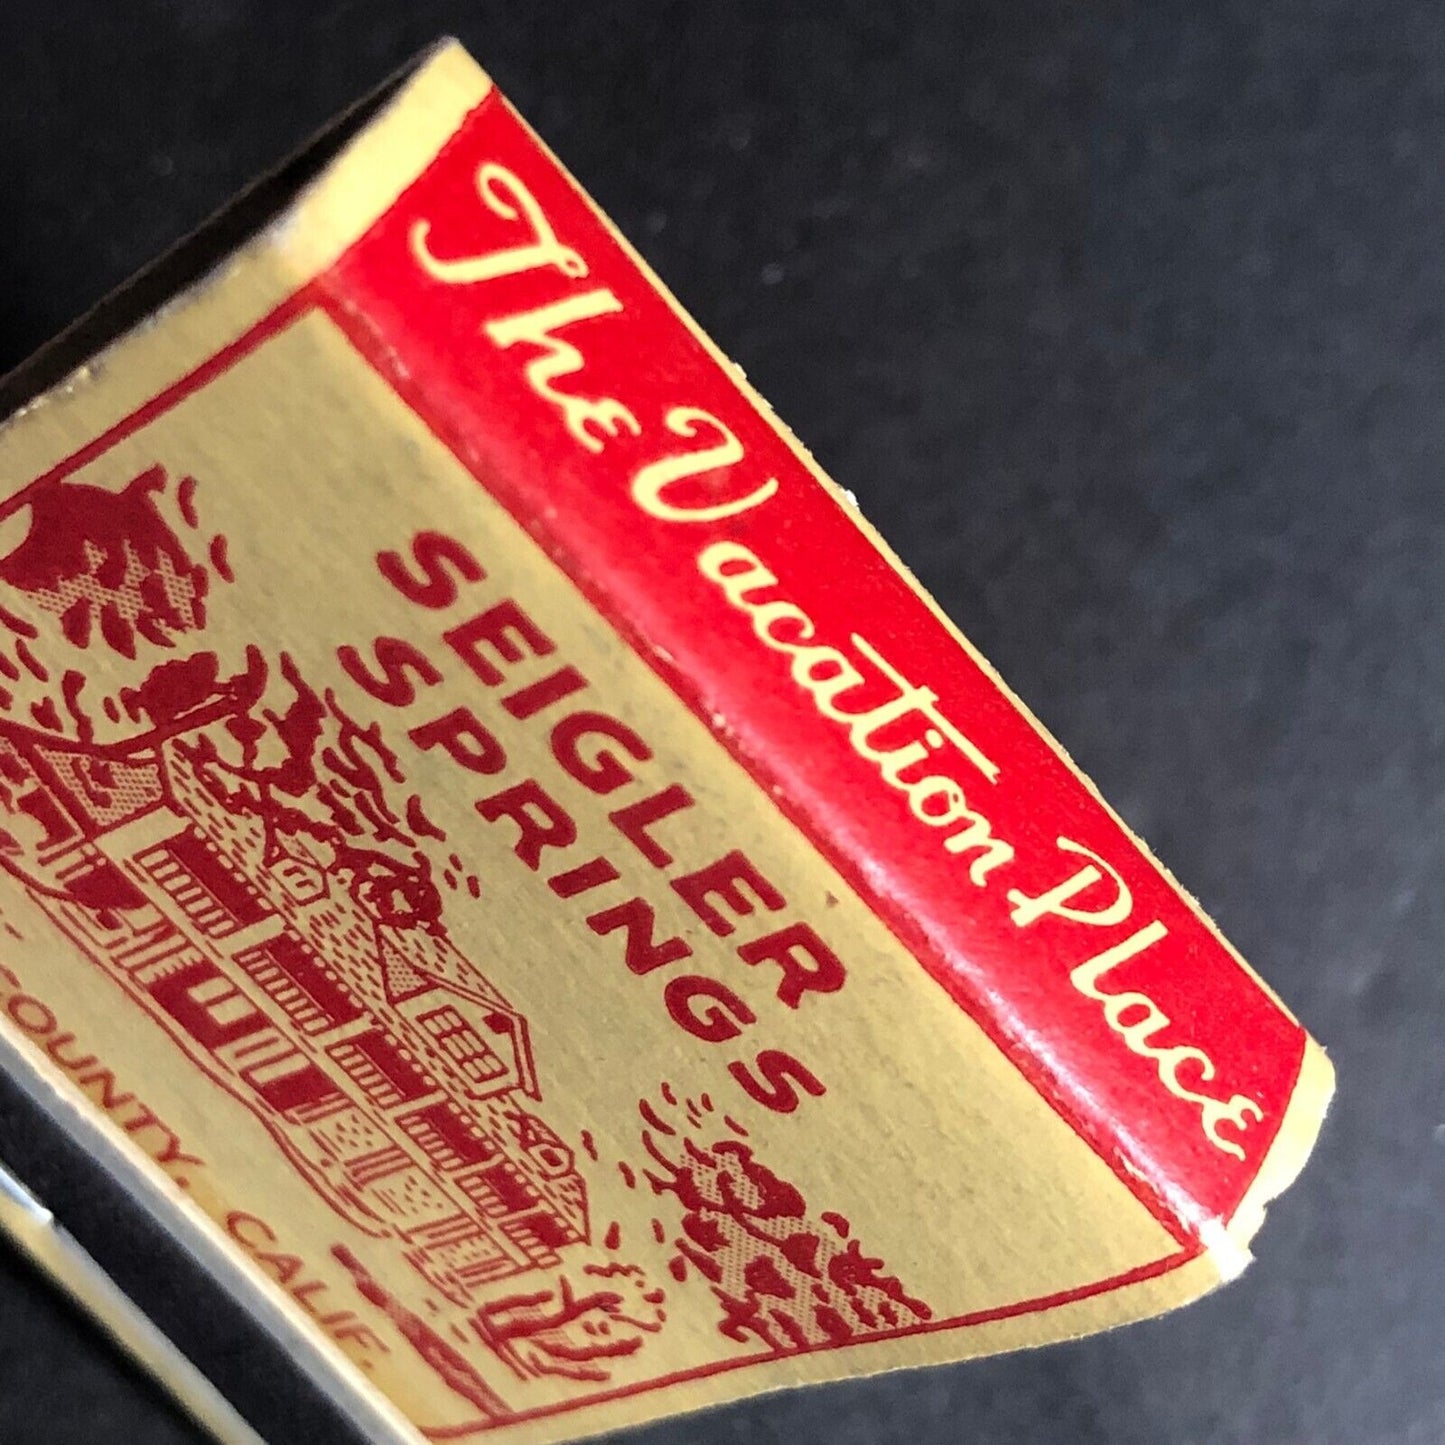 The Vacation Place
SEIGLER
SPRINGS
COUNTY, CALIF.